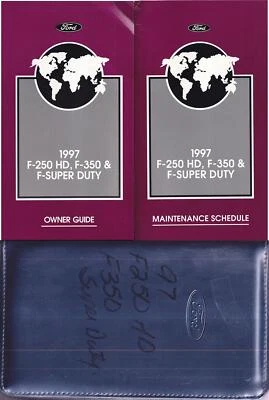 Ford
1997
F-250 HD, F-350 &
F-SUPER DUTY
OWNER GUIDE
Ford
1997
F-250 HD, F-350 &
F-SUPER DUTY
MAINTENANCE SCHEDULE
97
F250 HD
F350
Super Duty
Ford